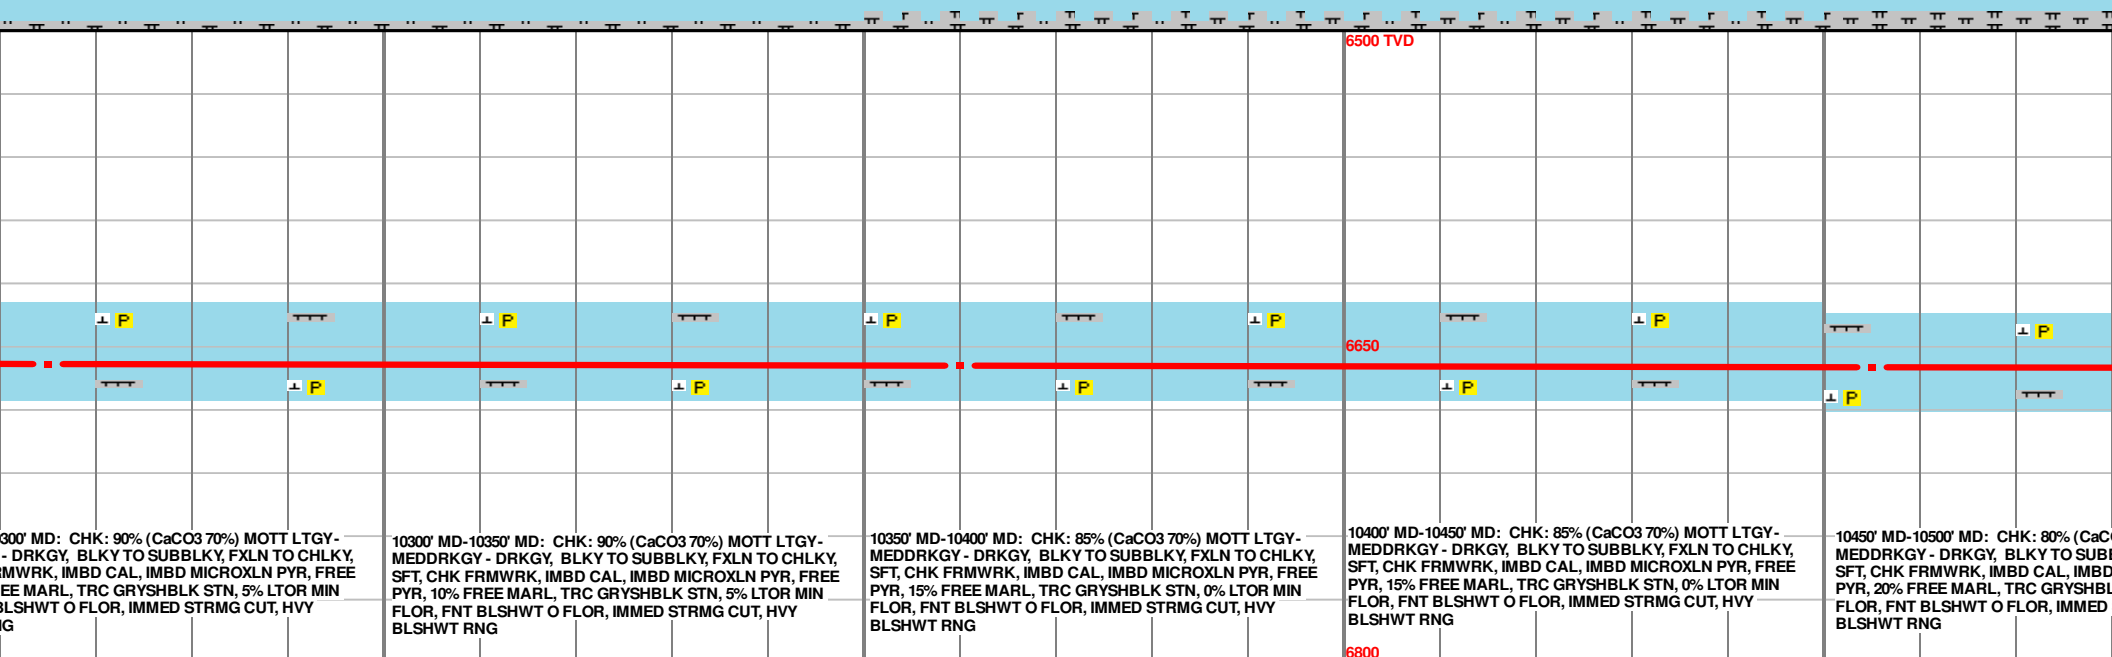 6500 TVD
P
P
P
P
P
P
P
P
6650
P
P
P
P
P
300' MD: CHK: 90% (CaCO3 70%) MOTT LTGY-
- DRKGY, BLKY TO SUBBLKY, FXLN TO CHLKY,
RMWRK, IMBD CAL, IMBD MICROXLN PYR, FREE
EE MARL, TRC GRYSHBLK STN, 5% LTOR MIN
BLSHWT O FLOR, IMMED STRMG CUT, HVY
IG
10300' MD-10350' MD: CHK: 90% (CaCO3 70%) MOTT LTGY-
MEDDRKGY - DRKGY, BLKY TO SUBBLKY, FXLN TO CHLKY,
SFT, CHK FRMWRK, IMBD CAL, IMBD MICROXLN PYR, FREE
PYR, 10% FREE MARL, TRC GRYSHBLK STN, 5% LTOR MIN
FLOR, FNT BLSHWT O FLOR, IMMED STRMG CUT, HVY
BLSHWT RNG
10350' MD-10400' MD: CHK: 85% (CaCO3 70%) MOTT LTGY-
MEDDRKGY - DRKGY, BLKY TO SUBBLKY, FXLN TO CHLKY,
SFT, CHK FRMWRK, IMBD CAL, IMBD MICROXLN PYR, FREE
PYR, 15% FREE MARL, TRC GRYSHBLK STN, 0% LTOR MIN
FLOR, FNT BLSHWT O FLOR, IMMED STRMG CUT, HVY
BLSHWT RNG
10400' MD-10450' MD: CHK: 85% (CaCO3 70%) MOTT LTGY-
MEDDRKGY - DRKGY, BLKY TO SUBBLKY, FXLN TO CHLKY,
SFT, CHK FRMWRK, IMBD CAL, IMBD MICROXLN PYR, FREE
PYR, 15% FREE MARL, TRC GRYSHBLK STN, 0% LTOR MIN
FLOR, FNT BLSHWT O FLOR, IMMED STRMG CUT, HVY
BLSHWT RNG
10450' MD-10500' MD: CHK: 80% (CaC
MEDDRKGY - DRKGY, BLKY TO SUBB
SFT, CHK FRMWRK, IMBD CAL, IMBD
PYR, 20% FREE MARL, TRC GRYSHBL
FLOR, FNT BLSHWT O FLOR, IMMED
BLSHWT RNG
6800